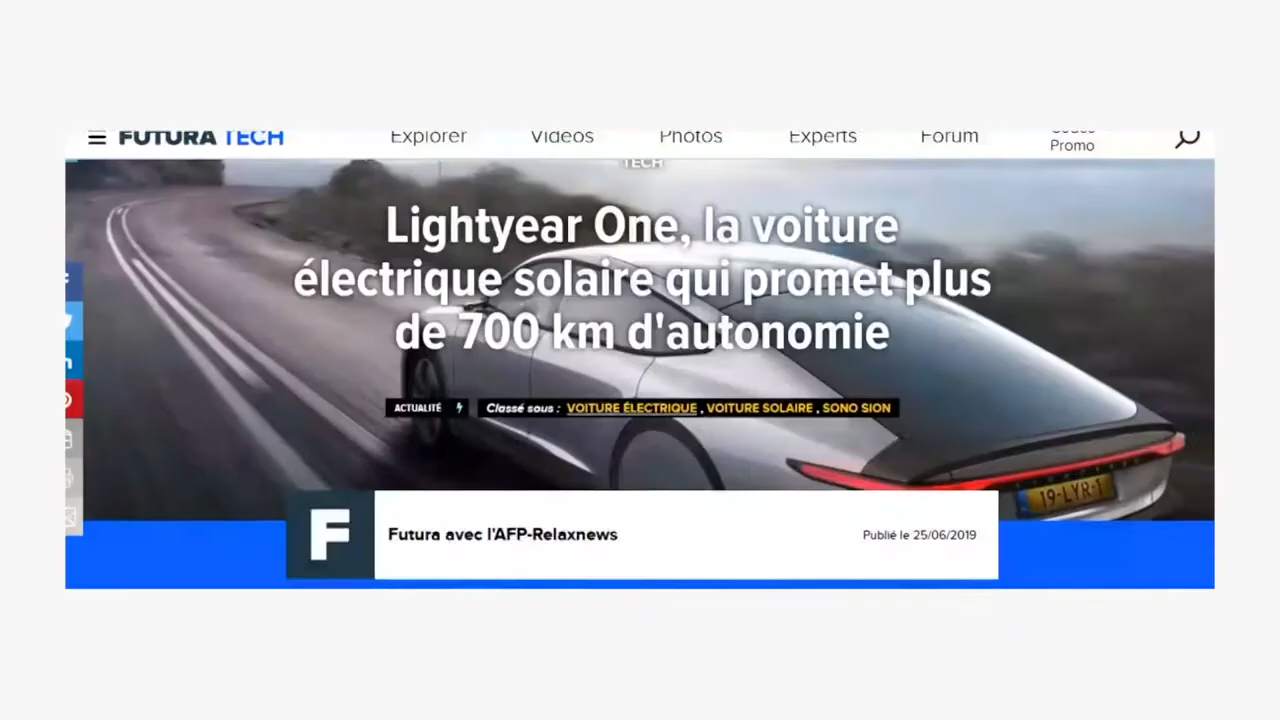 FUTURA TECH
Explorer Vidéos Photos Experts Forum
Promo
TECH
Lightyear One, la voiture
électrique solaire qui promet plus
de 700 km d'autonomie
ACTUALITÉ Classé sous : VOITURE ÉLECTRIQUE , VOITURE SOLAIRE , SONO SION
19-LYR-1
F
Futura avec l'AFP-Relaxnews
Publié le 25/06/2019